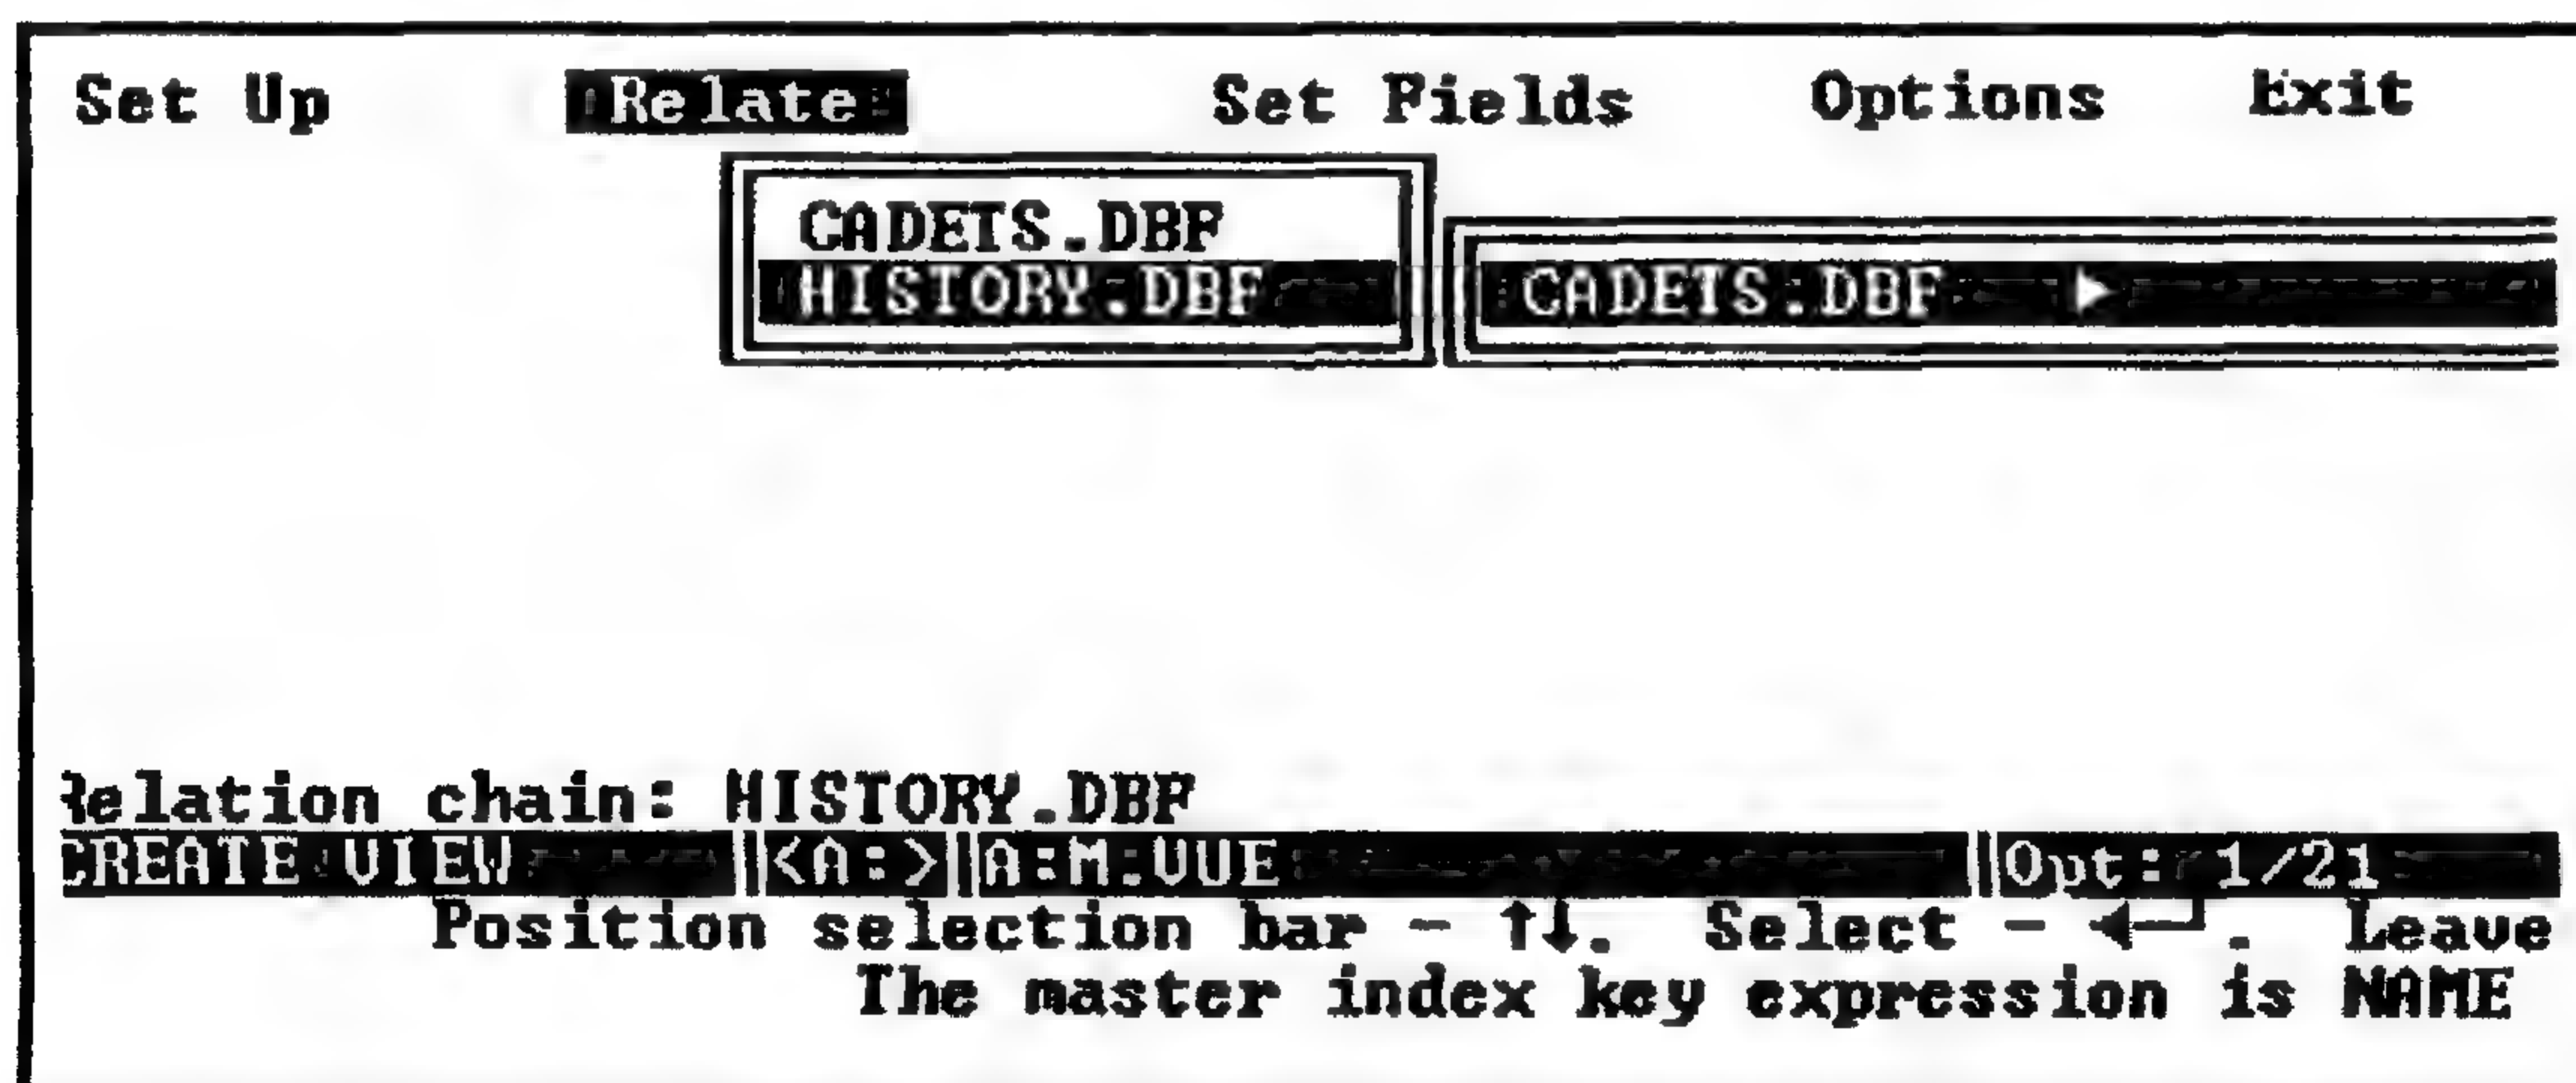 Set Up Relate Set Fields Options Exit
CADETS.DBF
HISTORY.DBF CADETS.DBF ►
Relation chain: HISTORY.DBF
CREATE VIEW <A:> A:M.VUE Opt: 1/21
Position selection bar - ↑↓. Select - ◄┘. Leave
The master index key expression is NAME